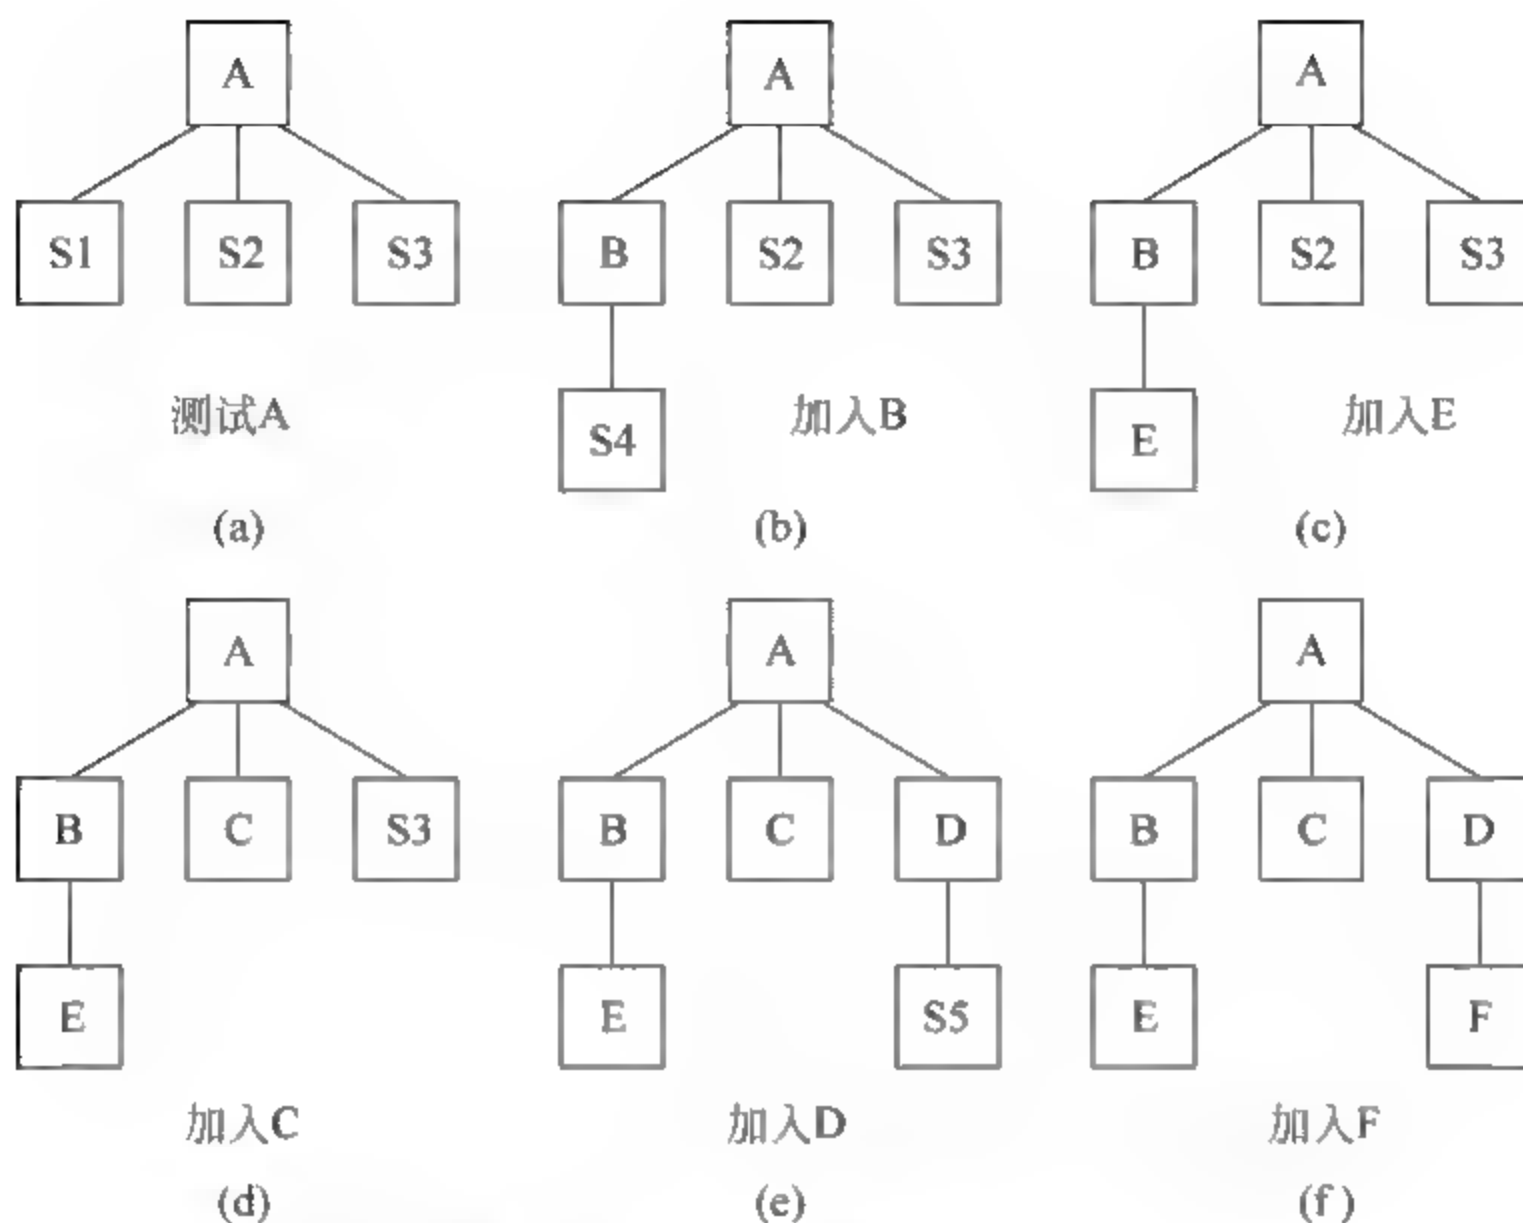 A A A
S1 S2 S3 B S2 S3 B S2 S3
测试A 加入B 加入E
S4 E
(a) (b) (c)
A A A
B C S3 B C D B C D
E E S5 E F
加入C 加入D 加入F
(d) (e) (f)